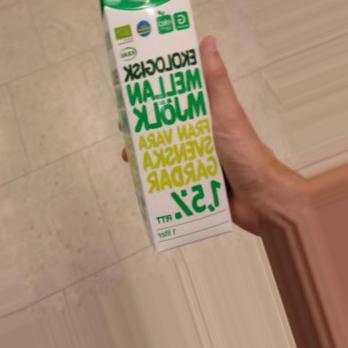 EKOLOGISK
MELLAN
MJÖLK
FRÅN VÅRA
SVENSKA
GÅRDAR
1,5% FETT
1 liter